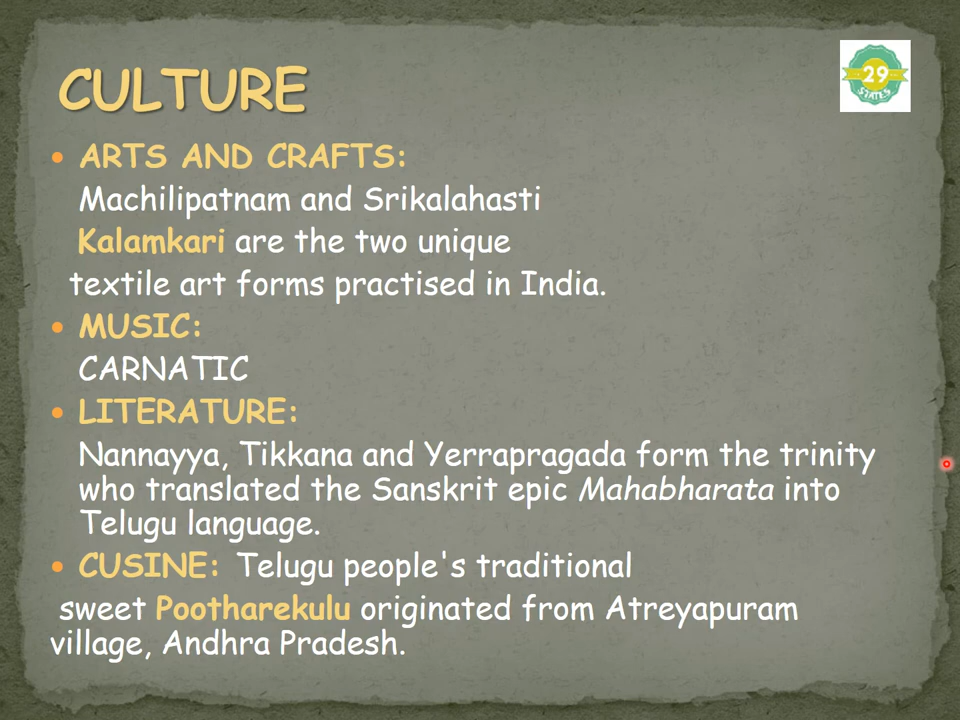 CULTURE
29
STATES
• ARTS AND CRAFTS:
Machilipatnam and Srikalahasti
Kalamkari are the two unique
textile art forms practised in India.
• MUSIC:
CARNATIC
• LITERATURE:
Nannayya, Tikkana and Yerrapragada form the trinity
who translated the Sanskrit epic Mahabharata into
Telugu language.
• CUSINE: Telugu people's traditional
sweet Pootharekulu originated from Atreyapuram
village, Andhra Pradesh.